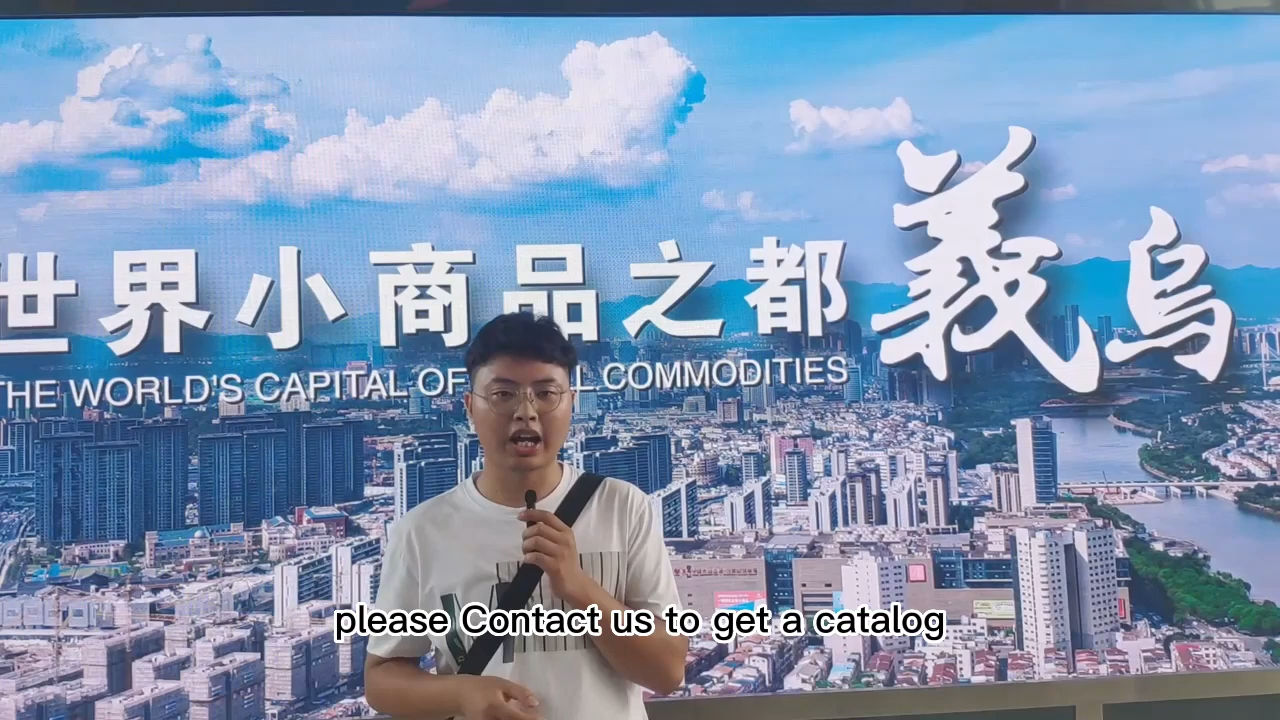 世界小商品之都 義烏
THE WORLD'S CAPITAL OF COMMODITIES
please Contact us to get a catalog